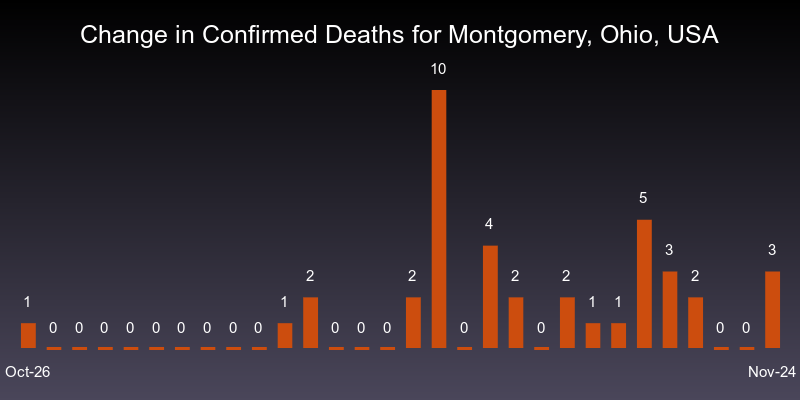 Change in Confirmed Deaths for Montgomery, Ohio, USA
10
5
4
3 3
2 2 2 2 2
1 1 1 1
0 0 0 0 0 0 0 0 0 0 0 0 0 0 0 0
Oct-26 Nov-24